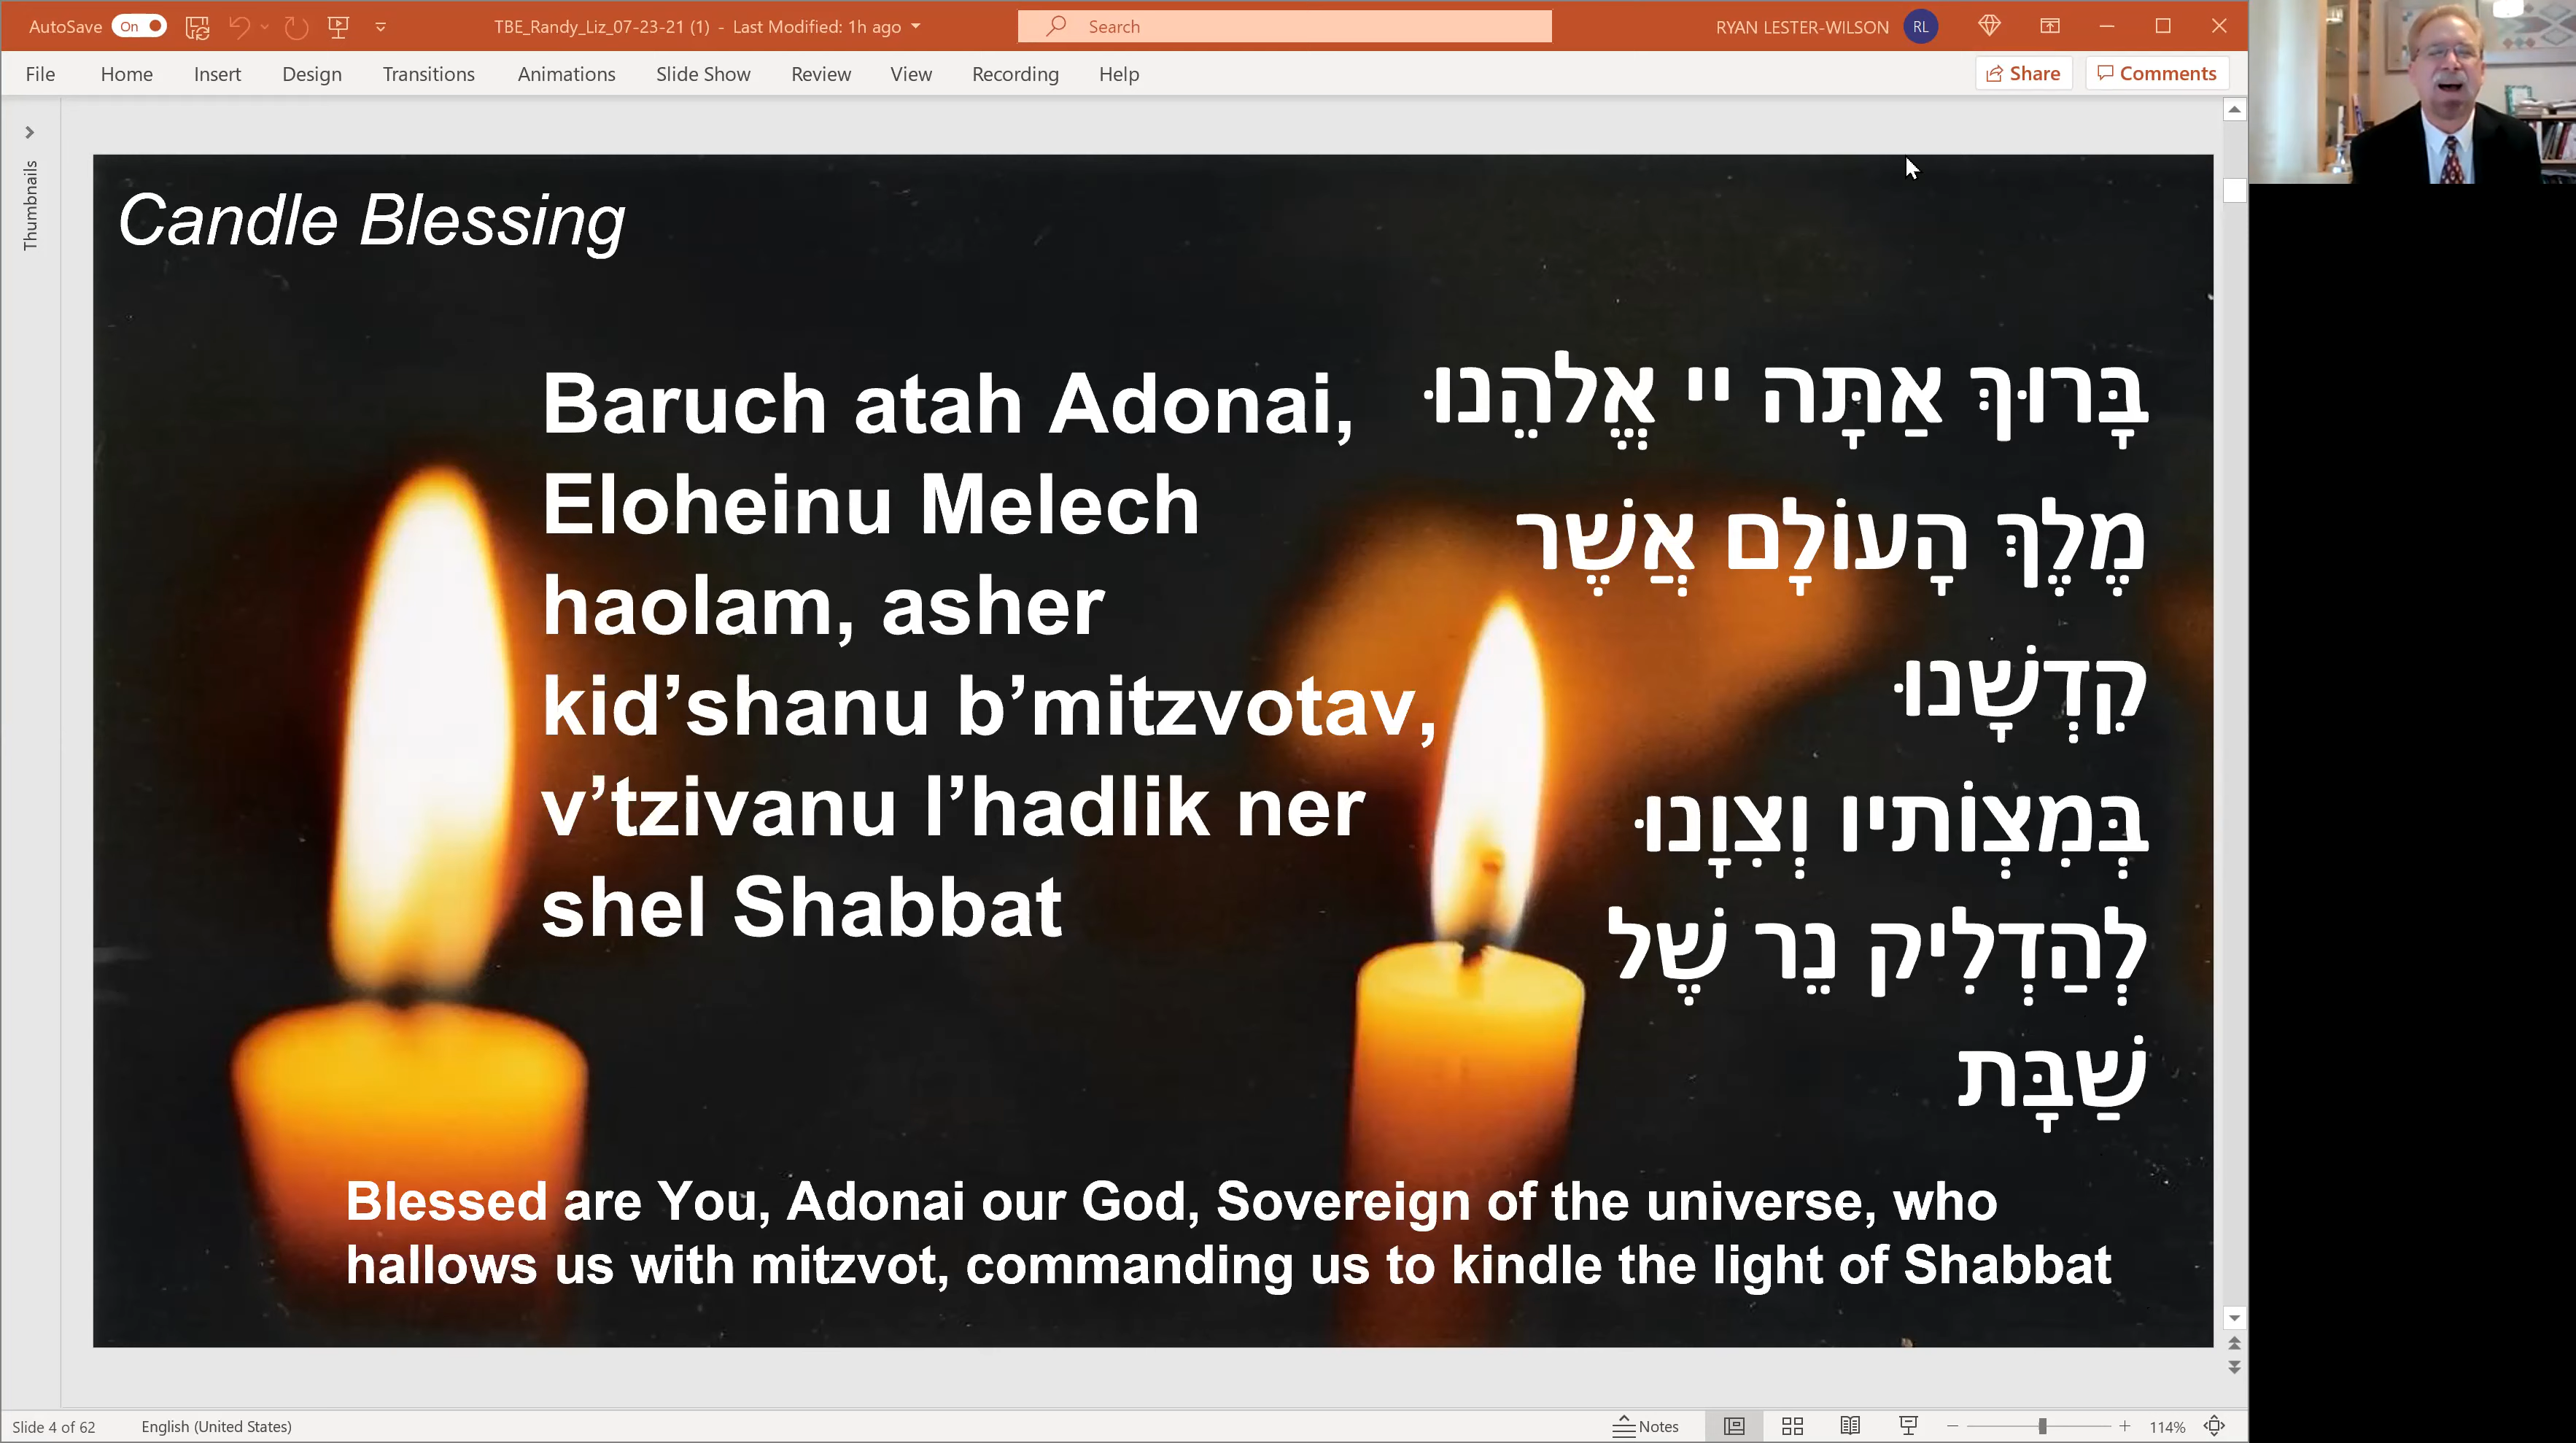 AutoSave On TBE_Randy_Liz_07-23-21 (1) - Last Modified: 1h ago Search RYAN LESTER-WILSON RL
File Home Insert Design Transitions Animations Slide Show Review View Recording Help Share Comments
Thumbnails
Candle Blessing
Baruch atah Adonai,
Eloheinu Melech
haolam, asher
kid’shanu b’mitzvotav,
v’tzivanu l’hadlik ner
shel Shabbat
בָּרוּךְ אַתָּה יי אֱלֹהֵנוּ
מֶלֶךְ הָעוֹלָם אֲשֶׁר
קִדְשָׁנוּ
בְּמִצְוֹתיו וְצִוָנוּ
לְהַדְלִיק נֵר שֶׁל
שַׁבָּת
Blessed are You, Adonai our God, Sovereign of the universe, who
hallows us with mitzvot, commanding us to kindle the light of Shabbat
Slide 4 of 62 English (United States) Notes 114%